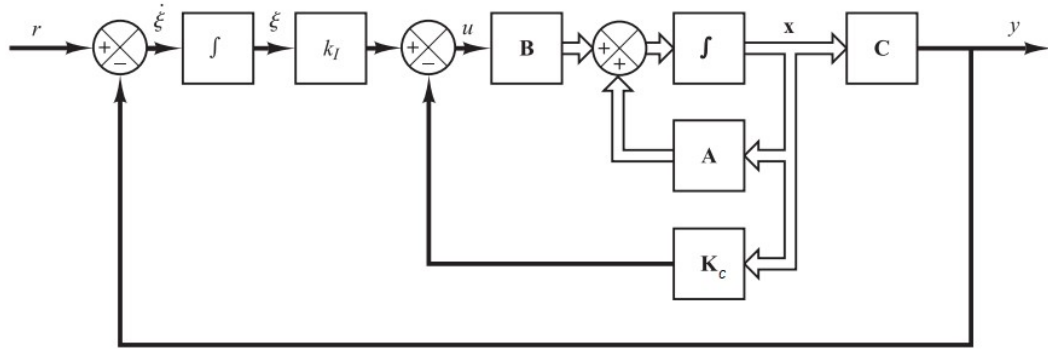 r
+
−
ξ̇
∫
ξ
k_I
+
−
u
B
+
+
∫
x
C
y
A
K_c